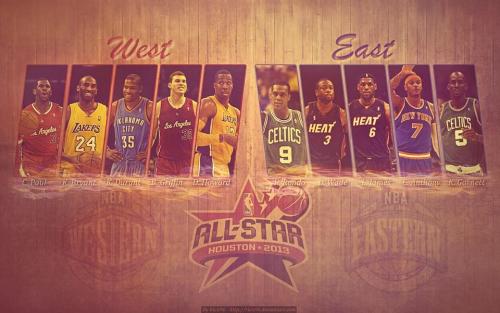 West
East
Los Angeles
LAKERS
24
OKLAHOMA
CITY
35
Los Angeles
32
CELTICS
9
HEAT
3
HEAT
6
NEW YORK
7
CELTICS
5
C. Paul K. Bryant K. Durant B. Griffin D. Howard
R. Rondo D. Wade L. James C. Anthony K. Garnett
NBA
WESTERN
ALL-STAR
HOUSTON ★ 2013
NBA
EASTERN